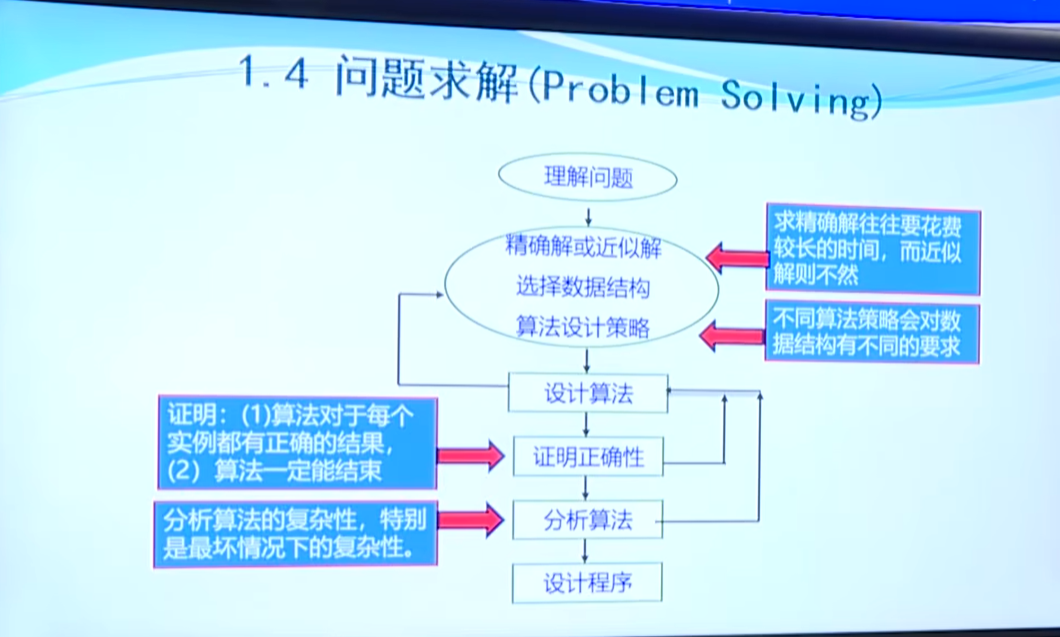 1.4 问题求解(Problem Solving)
理解问题
精确解或近似解
选择数据结构
算法设计策略
求精确解往往要花费
较长的时间，而近似
解则不然
不同算法策略会对数
据结构有不同的要求
设计算法
证明：(1)算法对于每个
实例都有正确的结果，
(2）算法一定能结束
证明正确性
分析算法的复杂性，特别
是最坏情况下的复杂性。
分析算法
设计程序